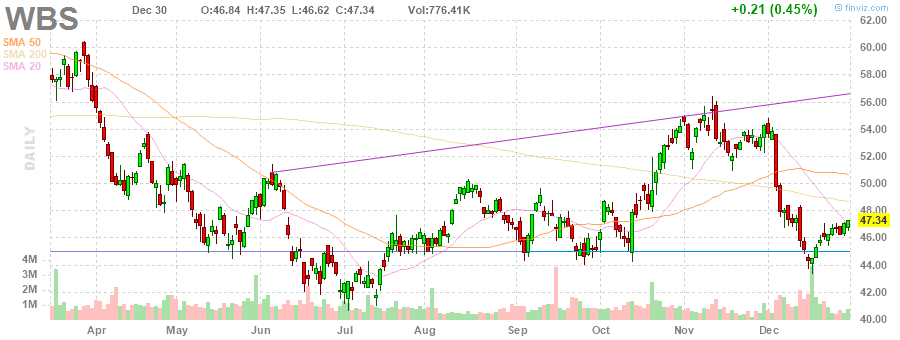 WBS Dec 30 O:46.84 H:47.35 L:46.62 C:47.34 Vol:776.41K +0.21 (0.45%) © finviz.com
SMA 50
SMA 200
SMA 20
DAILY
62.00
60.00
58.00
56.00
54.00
52.00
50.00
48.00
47.34
46.00
44.00
42.00
40.00
4M
3M
2M
1M
Apr May Jun Jul Aug Sep Oct Nov Dec